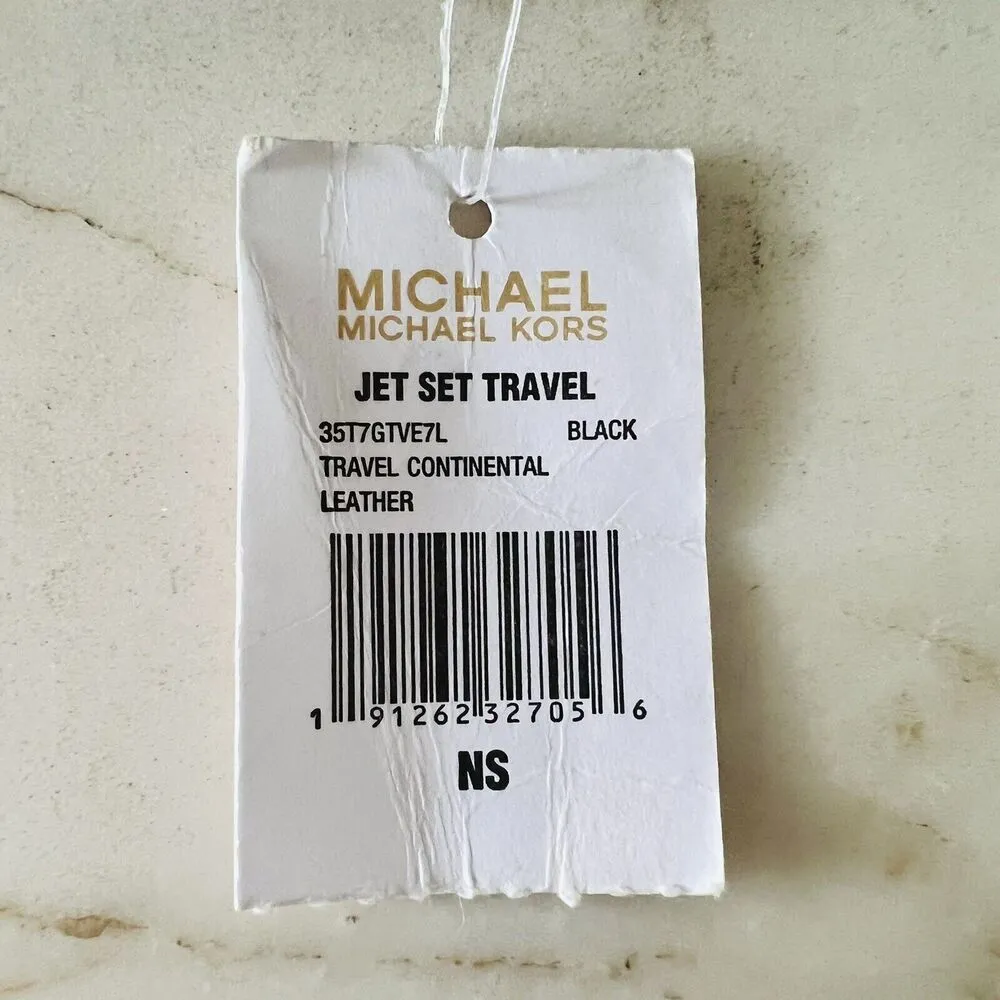 MICHAEL
MICHAEL KORS
JET SET TRAVEL
35T7GTVE7L BLACK
TRAVEL CONTINENTAL
LEATHER
1 91262 32705 6
NS